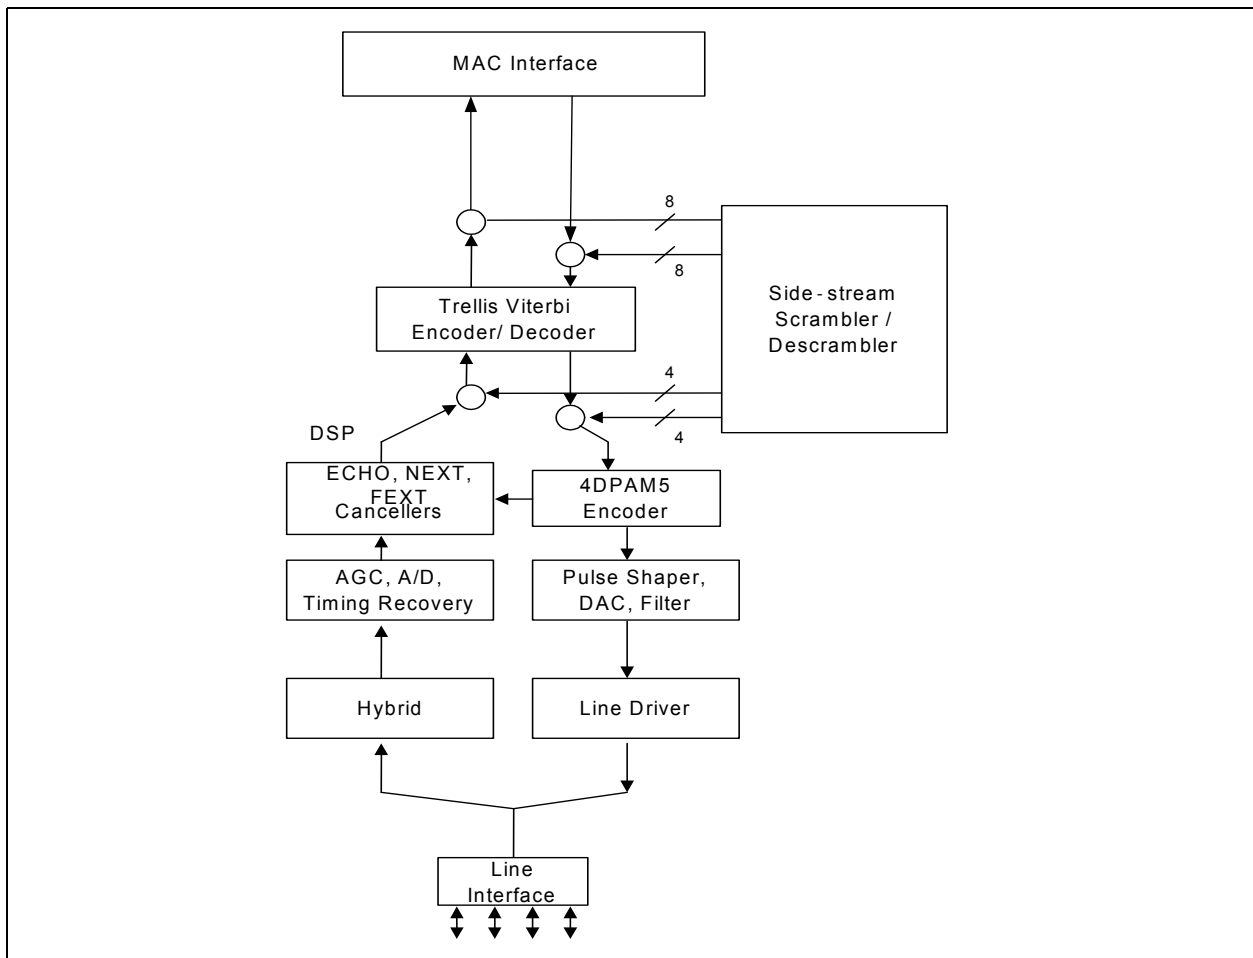 MAC Interface
8
8
Side-stream
Scrambler /
Descrambler
Trellis Viterbi
Encoder/ Decoder
4
4
DSP
ECHO, NEXT,
FEXT
Cancellers
4DPAM5
Encoder
AGC, A/D,
Timing Recovery
Pulse Shaper,
DAC, Filter
Hybrid
Line Driver
Line
Interface